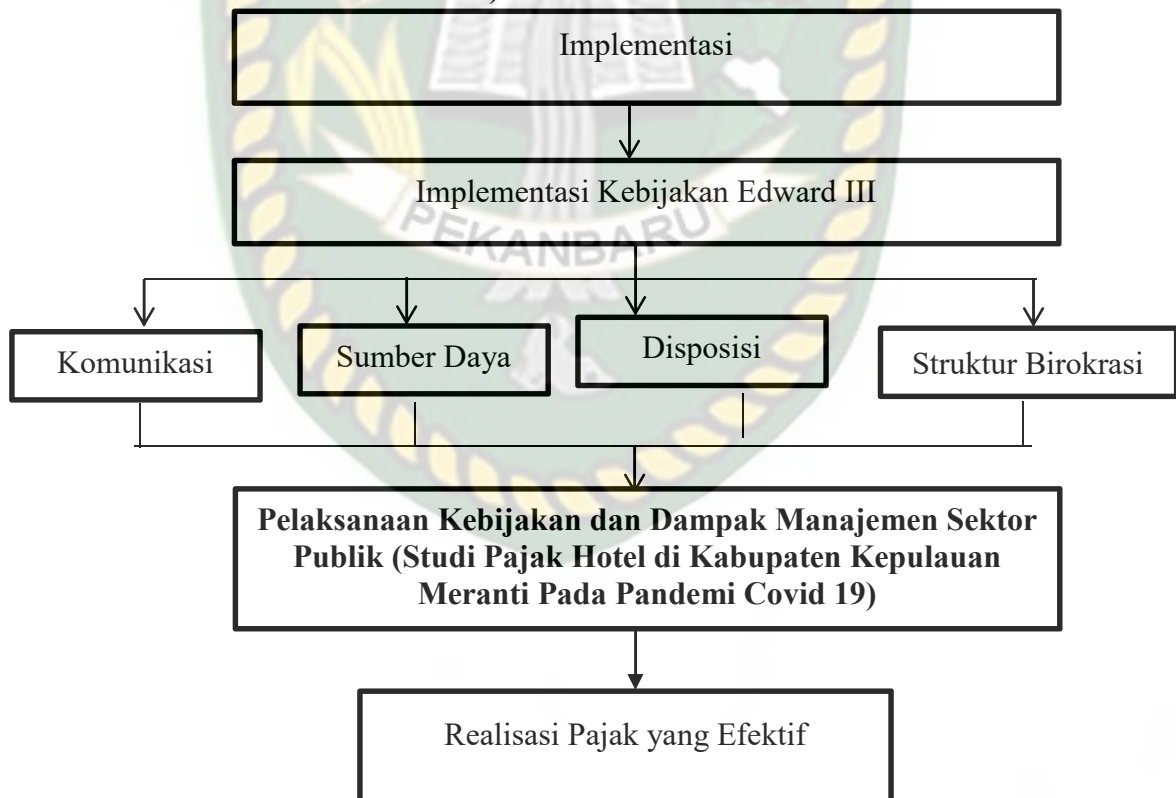 Implementasi
Implementasi Kebijakan Edward III
PEKANBARU
Komunikasi
Sumber Daya
Disposisi
Struktur Birokrasi
Pelaksanaan Kebijakan dan Dampak Manajemen Sektor
Publik (Studi Pajak Hotel di Kabupaten Kepulauan
Meranti Pada Pandemi Covid 19)
Realisasi Pajak yang Efektif